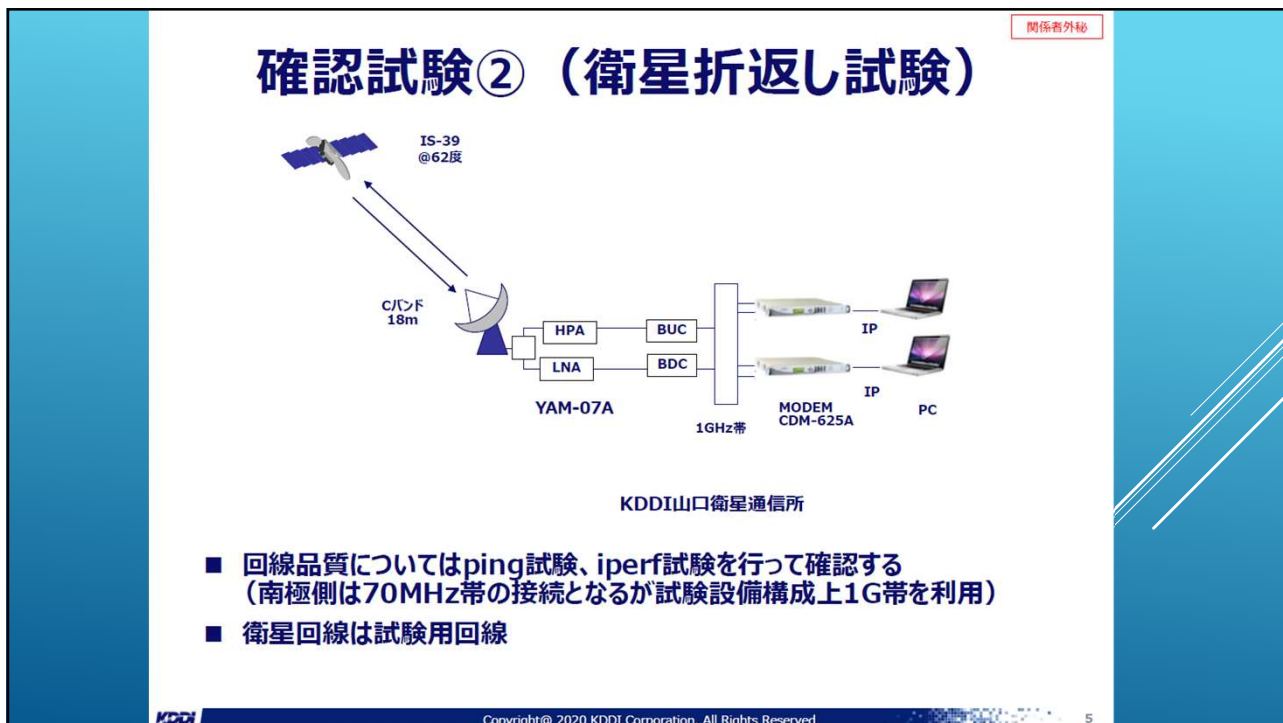 関係者外秘
確認試験②（衛星折返し試験）
IS-39
@62度
Cバンド
18m
HPA
BUC
LNA
BDC
IP
IP
YAM-07A
1GHz帯
MODEM
CDM-625A
PC
KDDI山口衛星通信所
■ 回線品質についてはping試験、iperf試験を行って確認する
（南極側は70MHz帯の接続となるが試験設備構成上1G帯を利用）
■ 衛星回線は試験用回線
KDDI
Copyright@ 2020 KDDI Corporation. All Rights Reserved
5